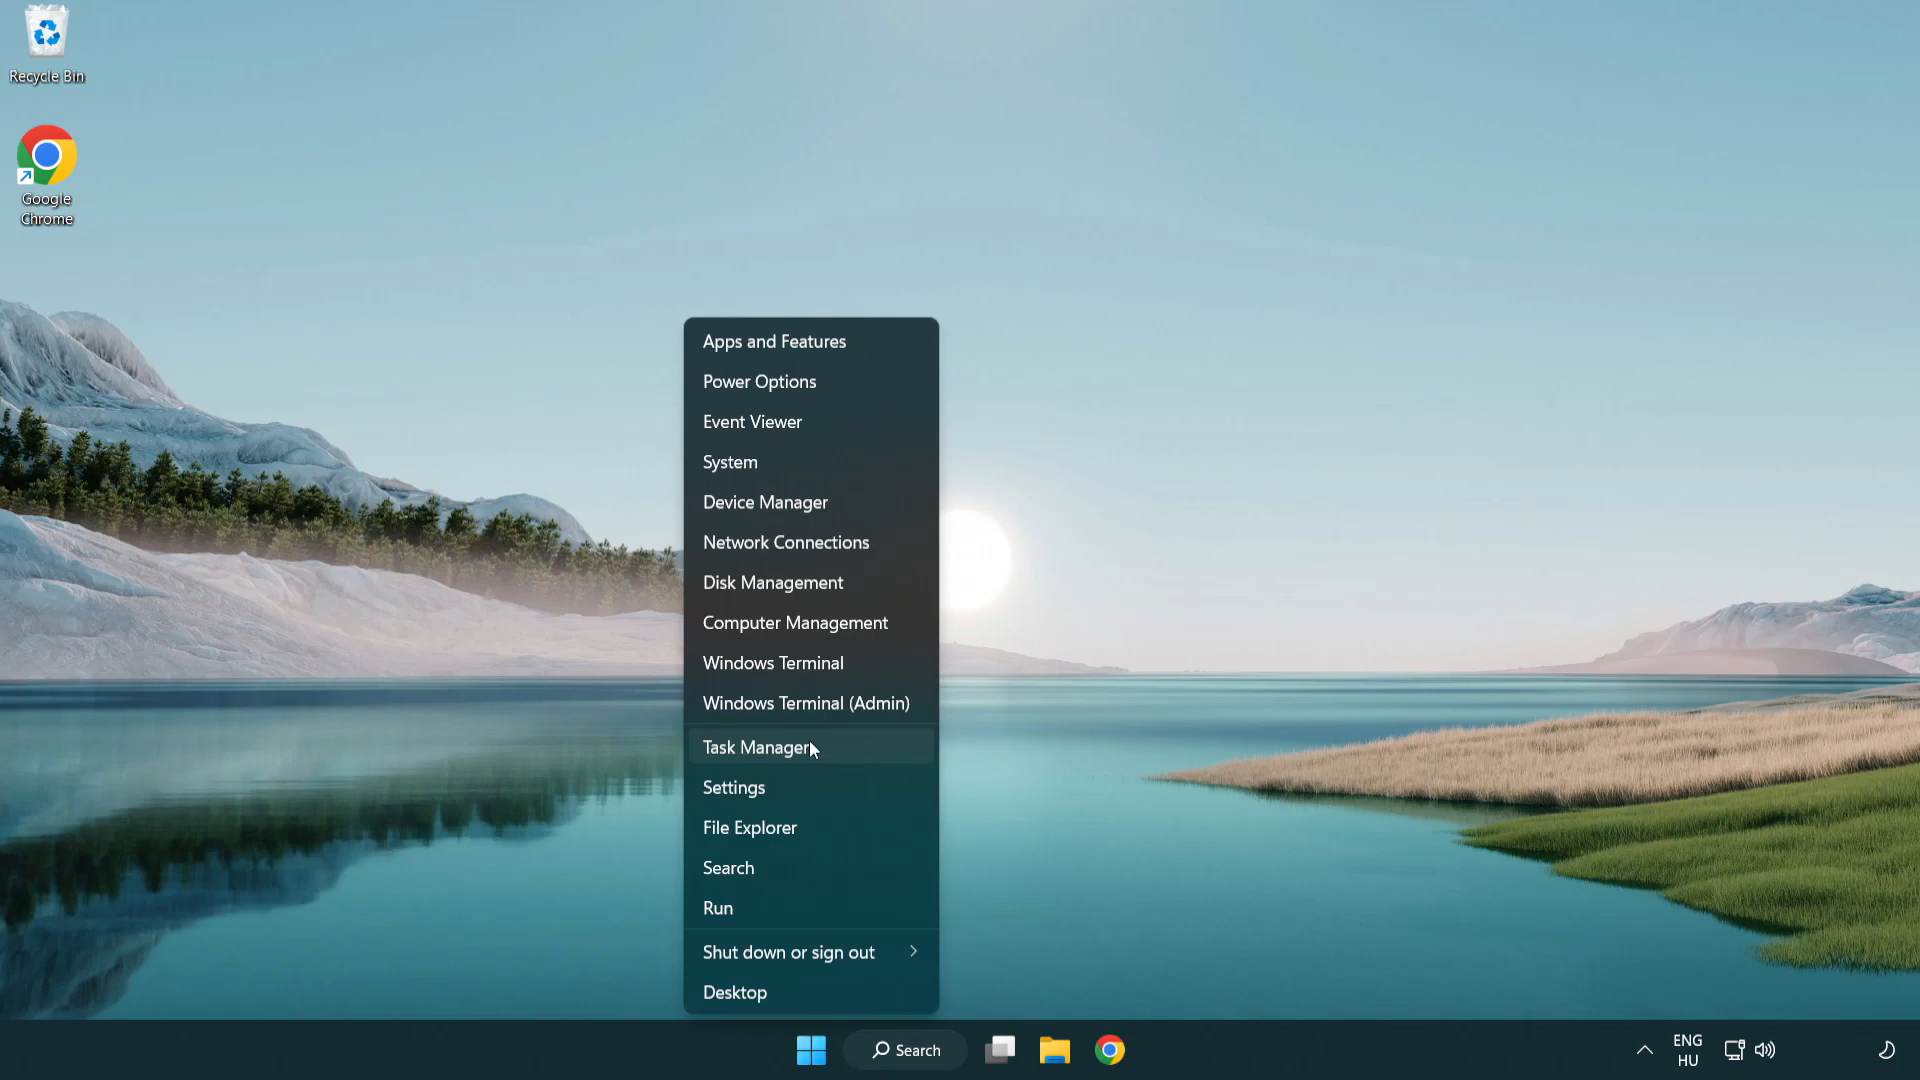 Recycle Bin
Google
Chrome
Apps and Features
Power Options
Event Viewer
System
Device Manager
Network Connections
Disk Management
Computer Management
Windows Terminal
Windows Terminal (Admin)
Task Manager
Settings
File Explorer
Search
Run
Shut down or sign out
Desktop
Search
ENG
HU